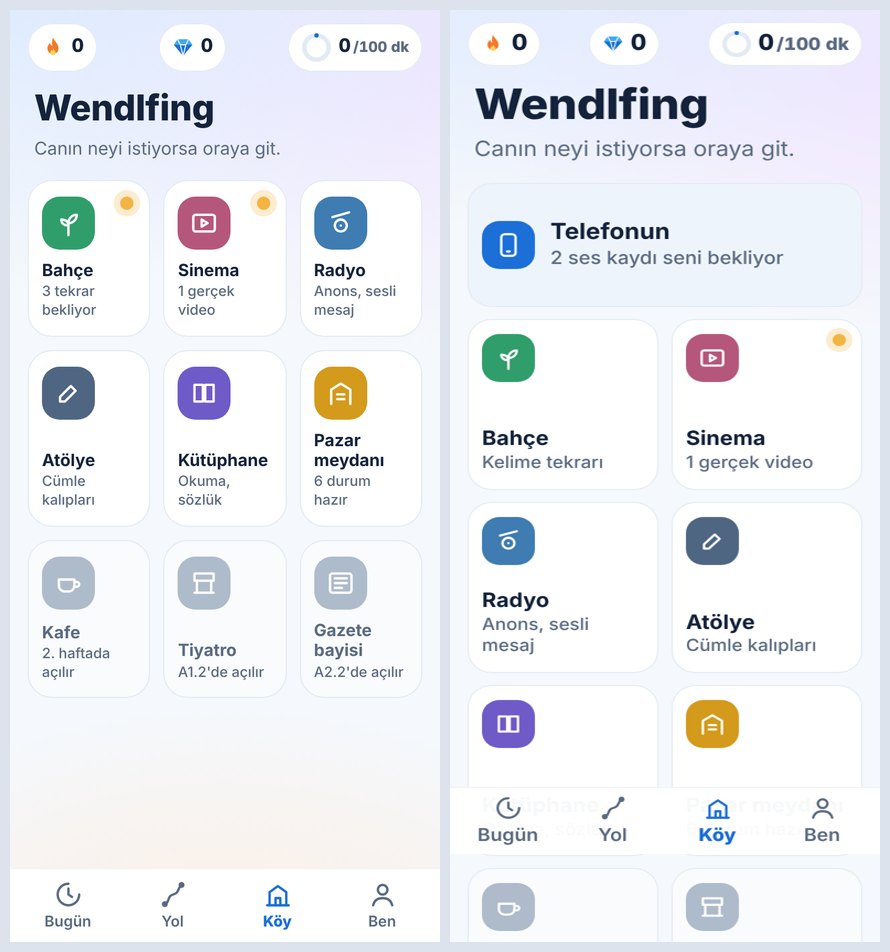 0
0
0/100 dk
Wendlfing
Canın neyi istiyorsa oraya git.
Bahçe
3 tekrar
bekliyor
Sinema
1 gerçek
video
Radyo
Anons, sesli
mesaj
Atölye
Cümle
kalıpları
Kütüphane
Okuma,
sözlük
Pazar
meydanı
6 durum
hazır
Kafe
2. haftada
açılır
Tiyatro
A1.2'de açılır
Gazete
bayisi
A2.2'de açılır
Bugün
Yol
Köy
Ben
0
0
0/100 dk
Wendlfing
Canın neyi istiyorsa oraya git.
Telefonun
2 ses kaydı seni bekliyor
Bahçe
Kelime tekrarı
Sinema
1 gerçek video
Radyo
Anons, sesli
mesaj
Atölye
Cümle kalıpları
Bugün
Yol
Köy
Ben